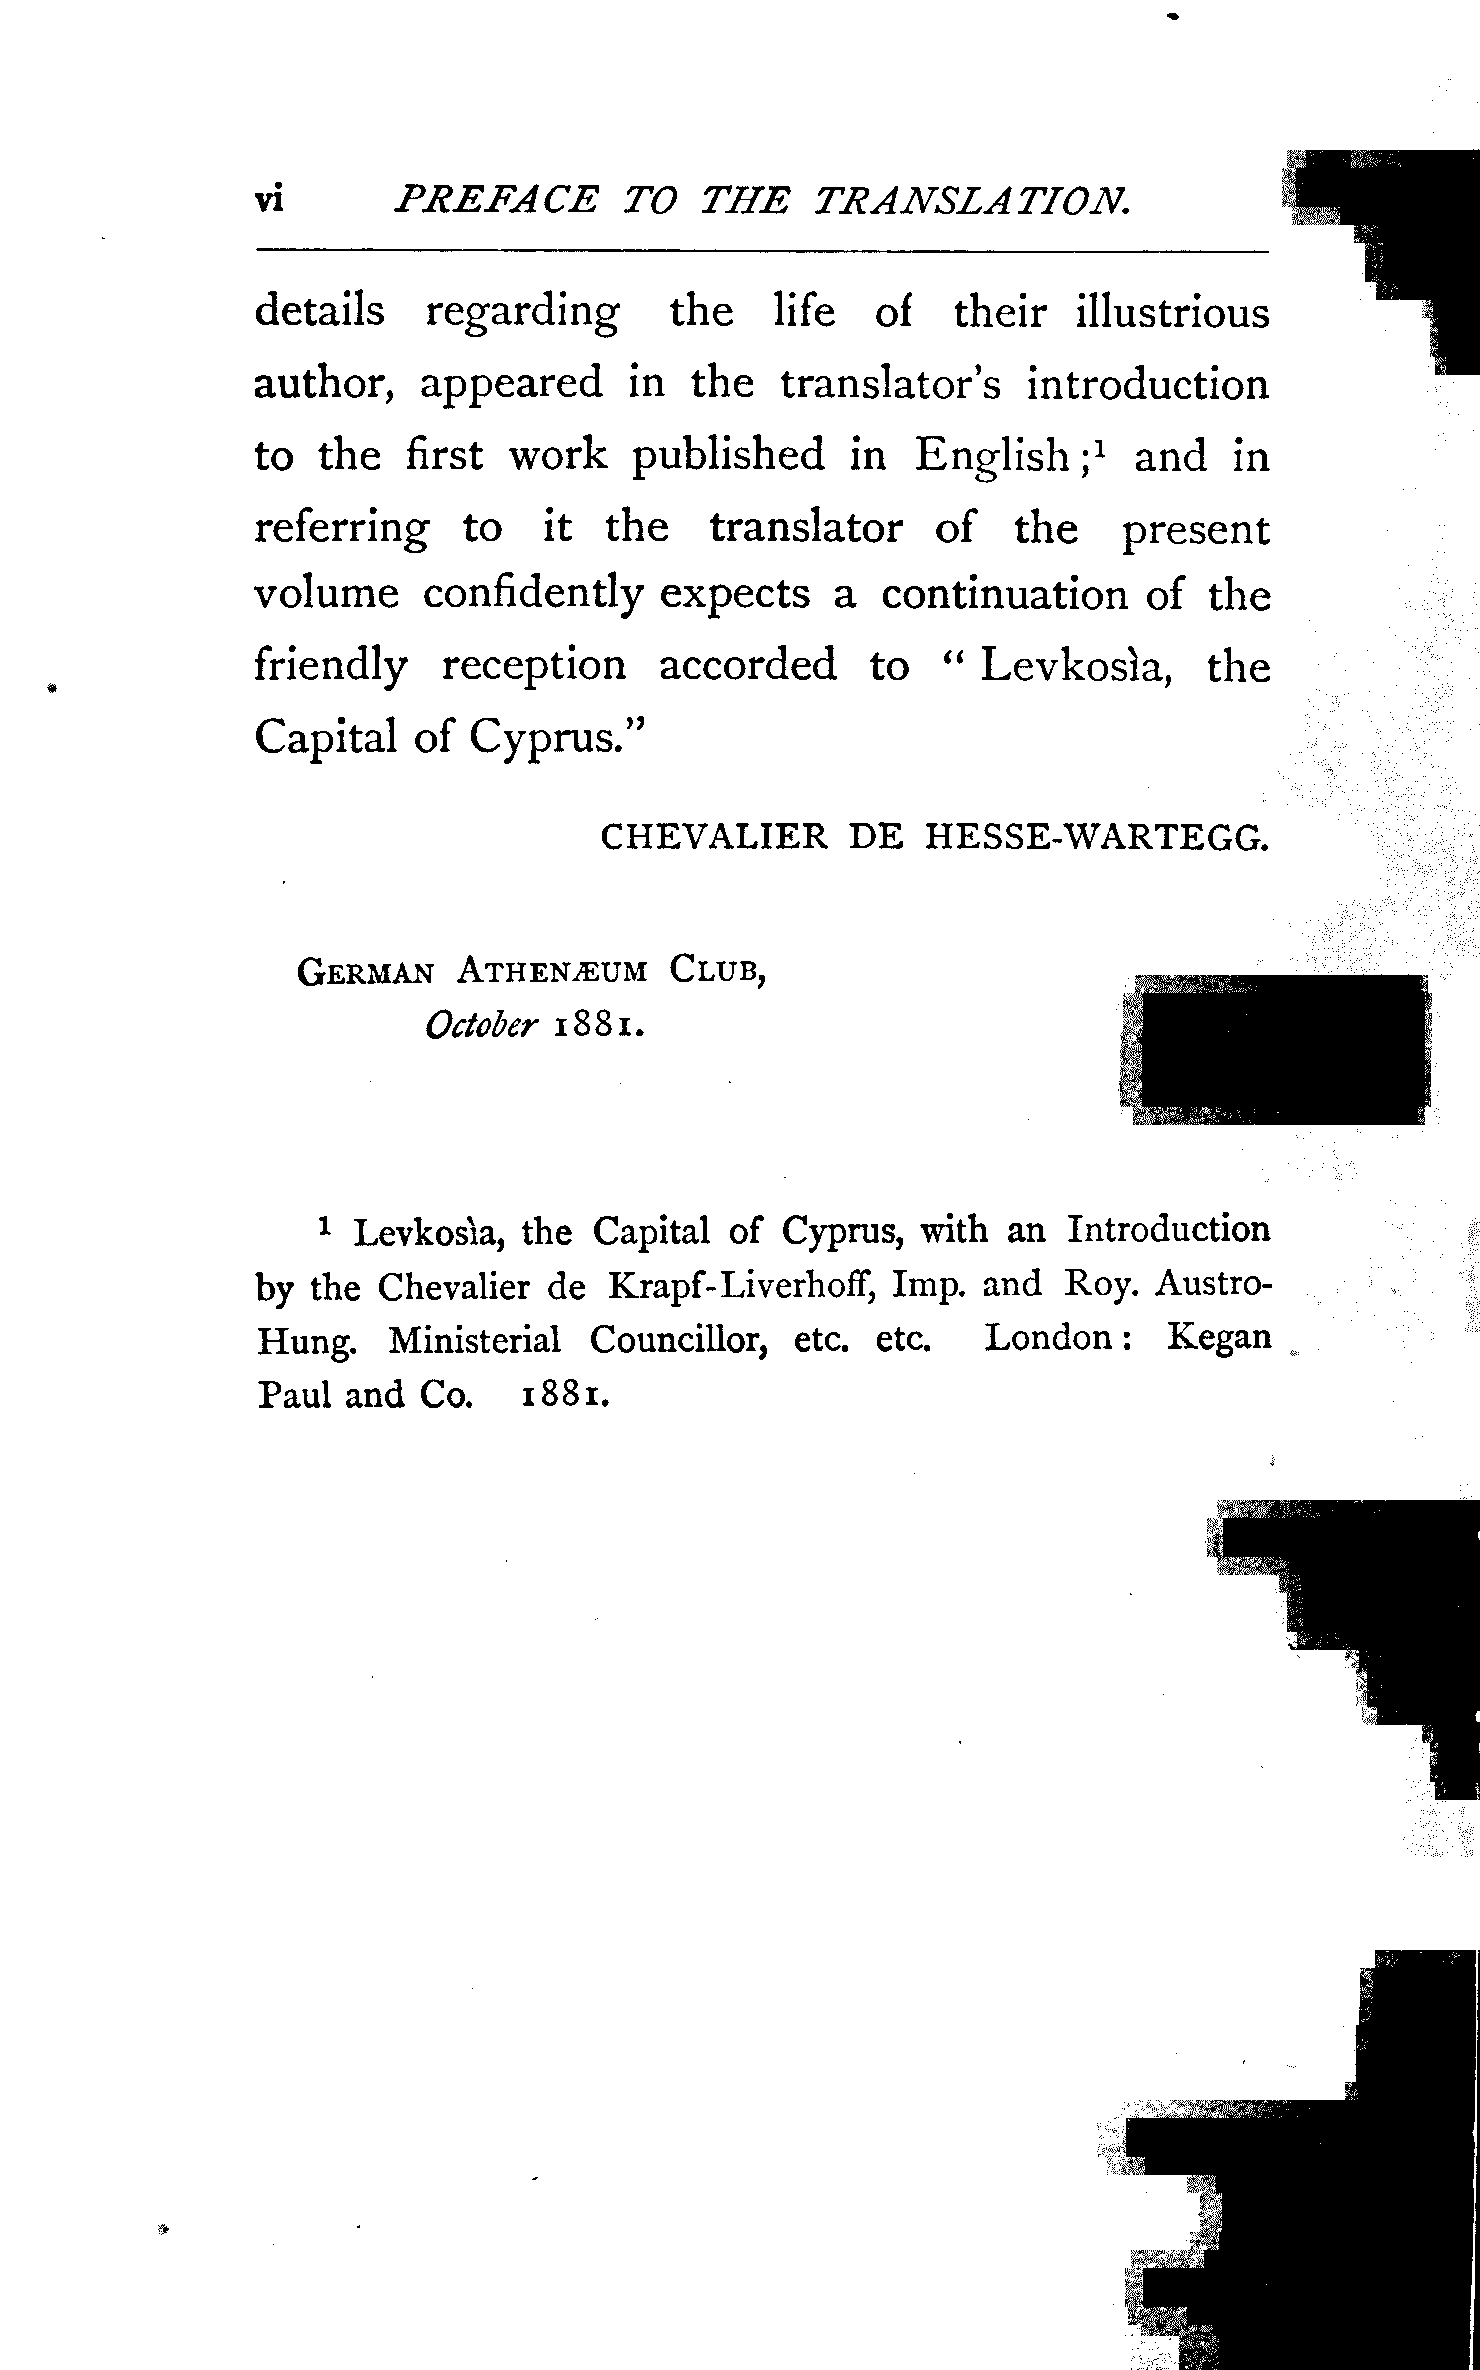 vi PREFACE TO THE TRANSLATION.
details regarding the life of their illustrious
author, appeared in the translator's introduction
to the first work published in English;¹ and in
referring to it the translator of the present
volume confidently expects a continuation of the
friendly reception accorded to “Levkosìa, the
Capital of Cyprus.”
CHEVALIER DE HESSE-WARTEGG.
GERMAN ATHENÆUM CLUB,
October 1881.
¹ Levkosìa, the Capital of Cyprus, with an Introduction
by the Chevalier de Krapf-Liverhoff, Imp. and Roy. Austro-
Hung. Ministerial Councillor, etc. etc. London: Kegan
Paul and Co. 1881.